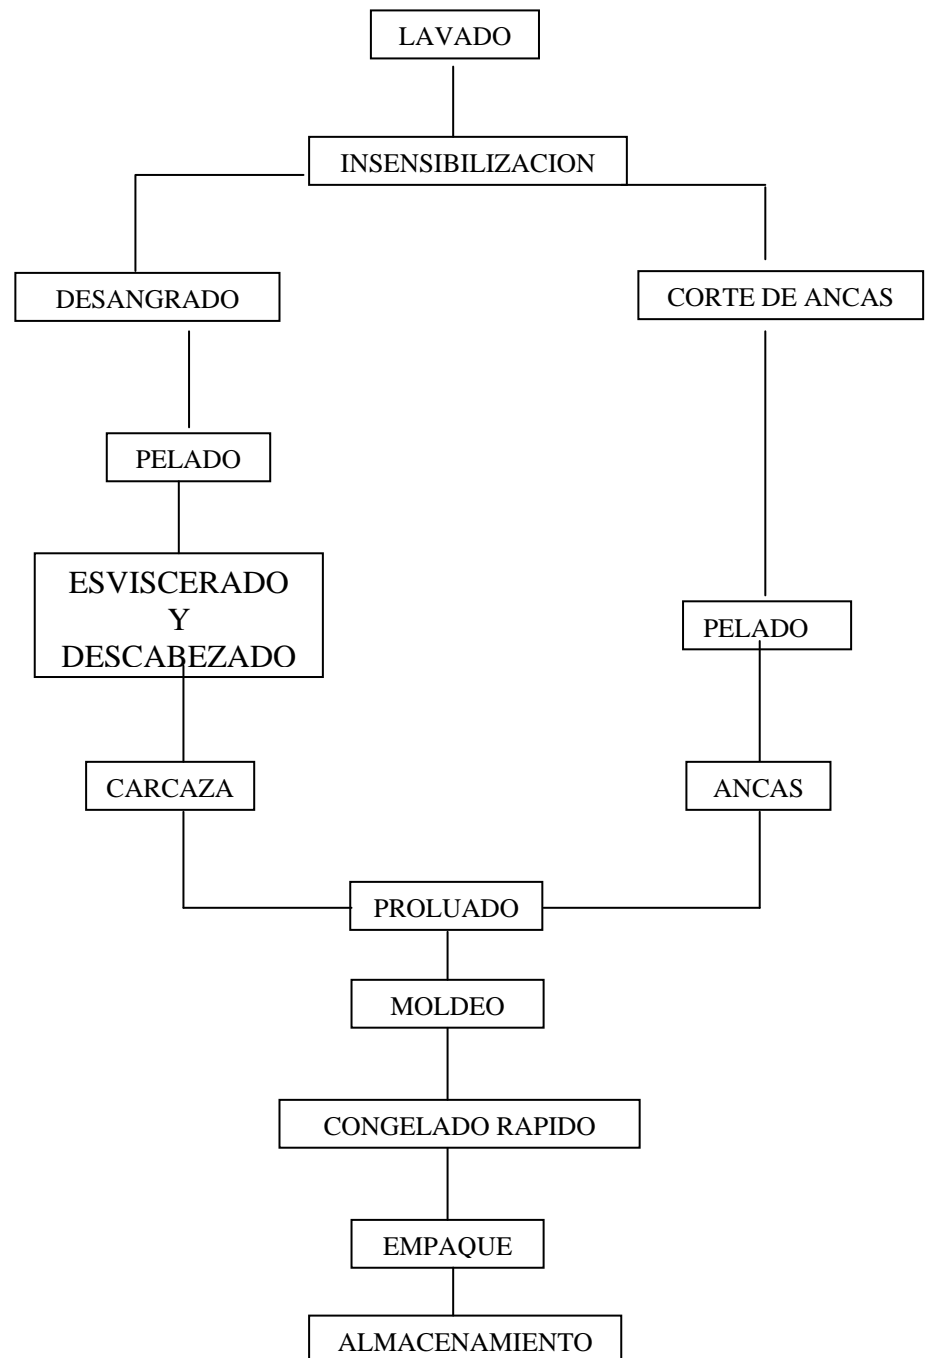 LAVADO
INSENSIBILIZACION
DESANGRADO
CORTE DE ANCAS
PELADO
ESVISCERADO
Y
DESCABEZADO
PELADO
CARCAZA
ANCAS
PROLUADO
MOLDEO
CONGELADO RAPIDO
EMPAQUE
ALMACENAMIENTO